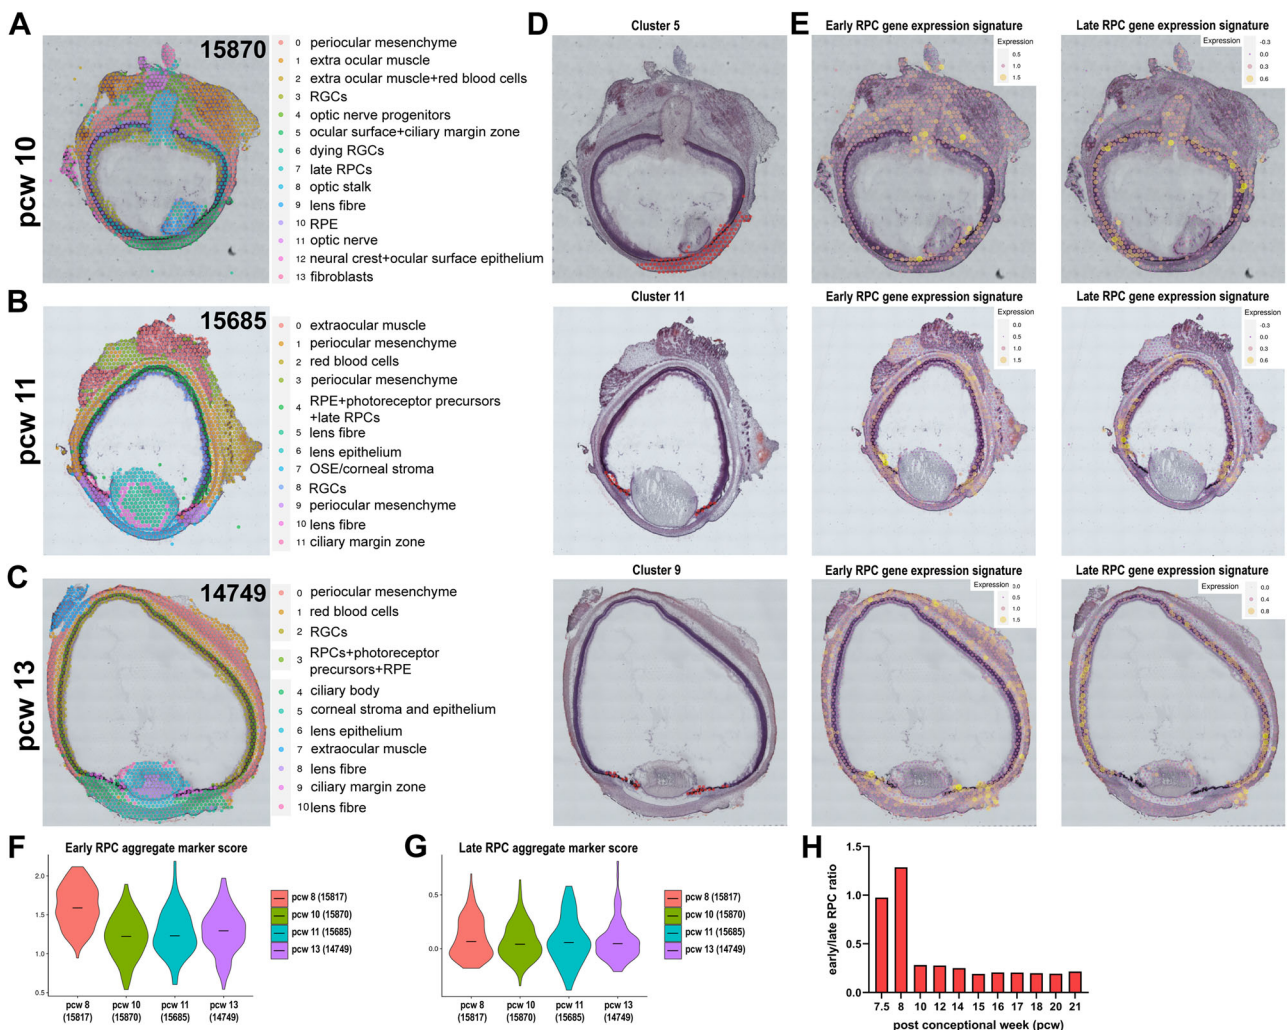 A
pcw 10
15870
0 periocular mesenchyme
1 extra ocular muscle
2 extra ocular muscle+red blood cells
3 RGCs
4 optic nerve progenitors
5 ocular surface+ciliary margin zone
6 dying RGCs
7 late RPCs
8 optic stalk
9 lens fibre
10 RPE
11 optic nerve
12 neural crest+ocular surface epithelium
13 fibroblasts
D
Cluster 5
E
Early RPC gene expression signature
Expression
0.5
1.0
1.5
Late RPC gene expression signature
Expression
-0.3
0.0
0.3
0.6
B
pcw 11
15685
0 extraocular muscle
1 periocular mesenchyme
2 red blood cells
3 periocular mesenchyme
4 RPE+photoreceptor precursors
+late RPCs
5 lens fibre
6 lens epithelium
7 OSE/corneal stroma
8 RGCs
9 periocular mesenchyme
10 lens fibre
11 ciliary margin zone
Cluster 11
Early RPC gene expression signature
Expression
0.0
0.5
1.0
1.5
Late RPC gene expression signature
Expression
-0.3
0.0
0.3
0.6
C
pcw 13
14749
0 periocular mesenchyme
1 red blood cells
2 RGCs
3 RPCs+photoreceptor
precursors+RPE
4 ciliary body
5 corneal stroma and epithelium
6 lens epithelium
7 extraocular muscle
8 lens fibre
9 ciliary margin zone
10 lens fibre
Cluster 9
Early RPC gene expression signature
Expression
0.5
1.0
1.5
Late RPC gene expression signature
Expression
0.0
0.4
0.8
F
Early RPC aggregate marker score
2.0
1.5
1.0
0.5
pcw 8 pcw 10 pcw 11 pcw 13
(15817) (15870) (15685) (14749)
pcw 8 (15817)
pcw 10 (15870)
pcw 11 (15685)
pcw 13 (14749)
G
Late RPC aggregate marker score
0.5
0.0
pcw 8 pcw 10 pcw 11 pcw 13
(15817) (15870) (15685) (14749)
pcw 8 (15817)
pcw 10 (15870)
pcw 11 (15685)
pcw 13 (14749)
H
early/late RPC ratio
1.5
1.0
0.5
0.0
7.5 8 10 12 14 15 16 17 18 20 21
post conceptional week (pcw)